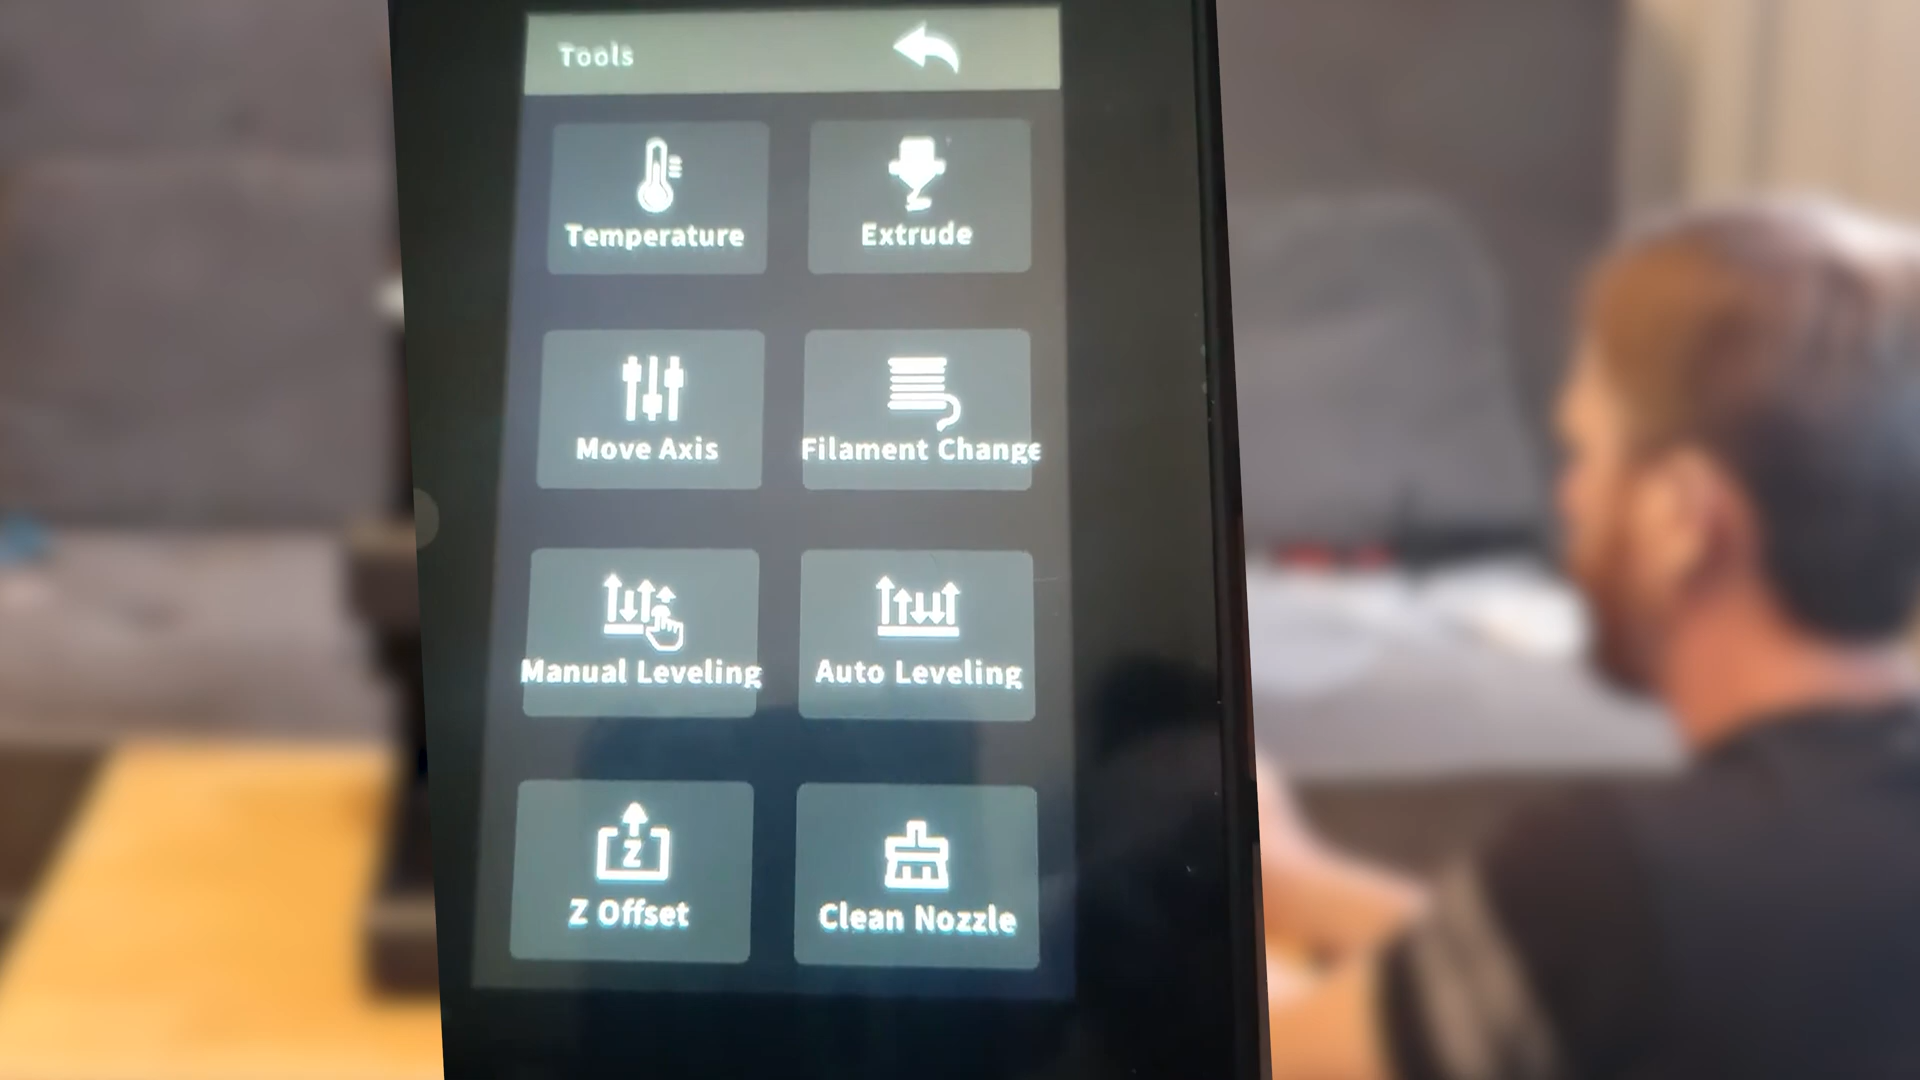 Tools
Temperature
Extrude
Move Axis
Filament Change
Manual Leveling
Auto Leveling
Z
Z Offset
Clean Nozzle